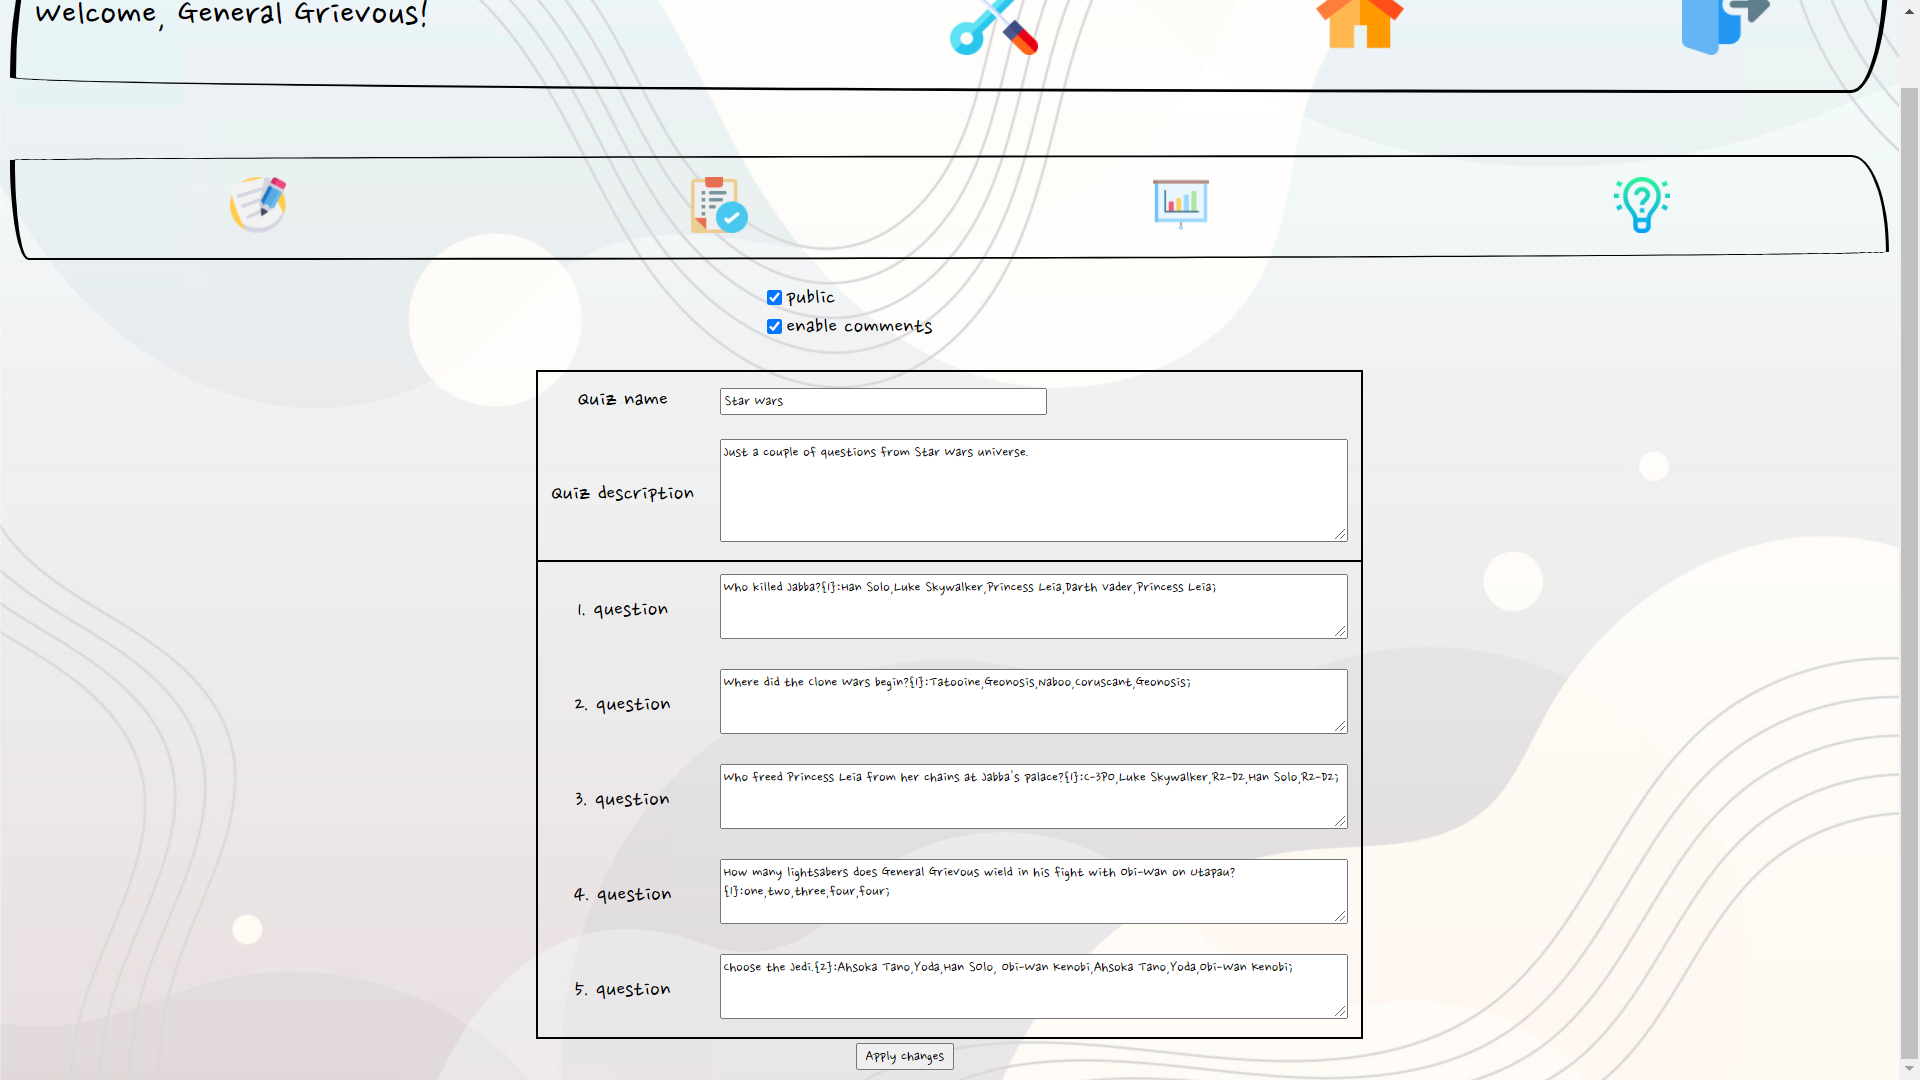 Welcome, General Grievous!
public
enable comments
Quiz name
Star Wars
Quiz description
Just a couple of questions from Star Wars universe.
1. question
Who killed Jabba?{1}:Han Solo,Luke Skywalker,Princess Leia,Darth Vader,Princess Leia;
2. question
Where did the Clone Wars begin?{1}:Tatooine,Geonosis,Naboo,Coruscant,Geonosis;
3. question
Who freed Princess Leia from her chains at Jabba's palace?{1}:C-3PO,Luke Skywalker,R2-D2,Han Solo,R2-D2;
4. question
How many lightsabers does General Grievous wield in his fight with Obi-Wan on Utapau?
{1}:one,two,three,four,four;
5. question
Choose the Jedi.{2}:Ahsoka Tano,Yoda,Han Solo, Obi-Wan Kenobi,Ahsoka Tano,Yoda,Obi-Wan Kenobi;
Apply changes